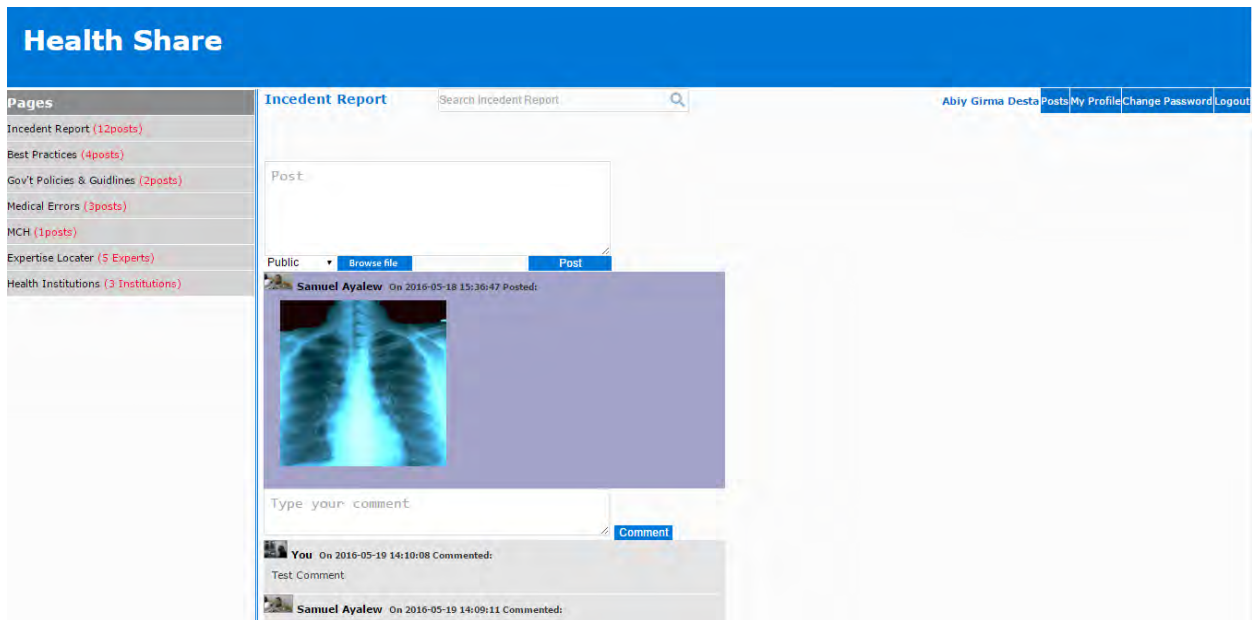 Health Share
Pages
Incedent Report (12posts)
Best Practices (4posts)
Gov't Policies & Guidlines (2posts)
Medical Errors (3posts)
MCH (1posts)
Expertise Locater (5 Experts)
Health Institutions (3 Institutions)
Incedent Report
Search Incedent Report
Abiy Girma Desta Posts My Profile Change Password Logout
Post
Public Browse file Post
Samuel Ayalew On 2016-05-18 15:36:47 Posted:
Type your comment
Comment
You On 2016-05-19 14:10:08 Commented:
Test Comment
Samuel Ayalew On 2016-05-19 14:09:11 Commented: